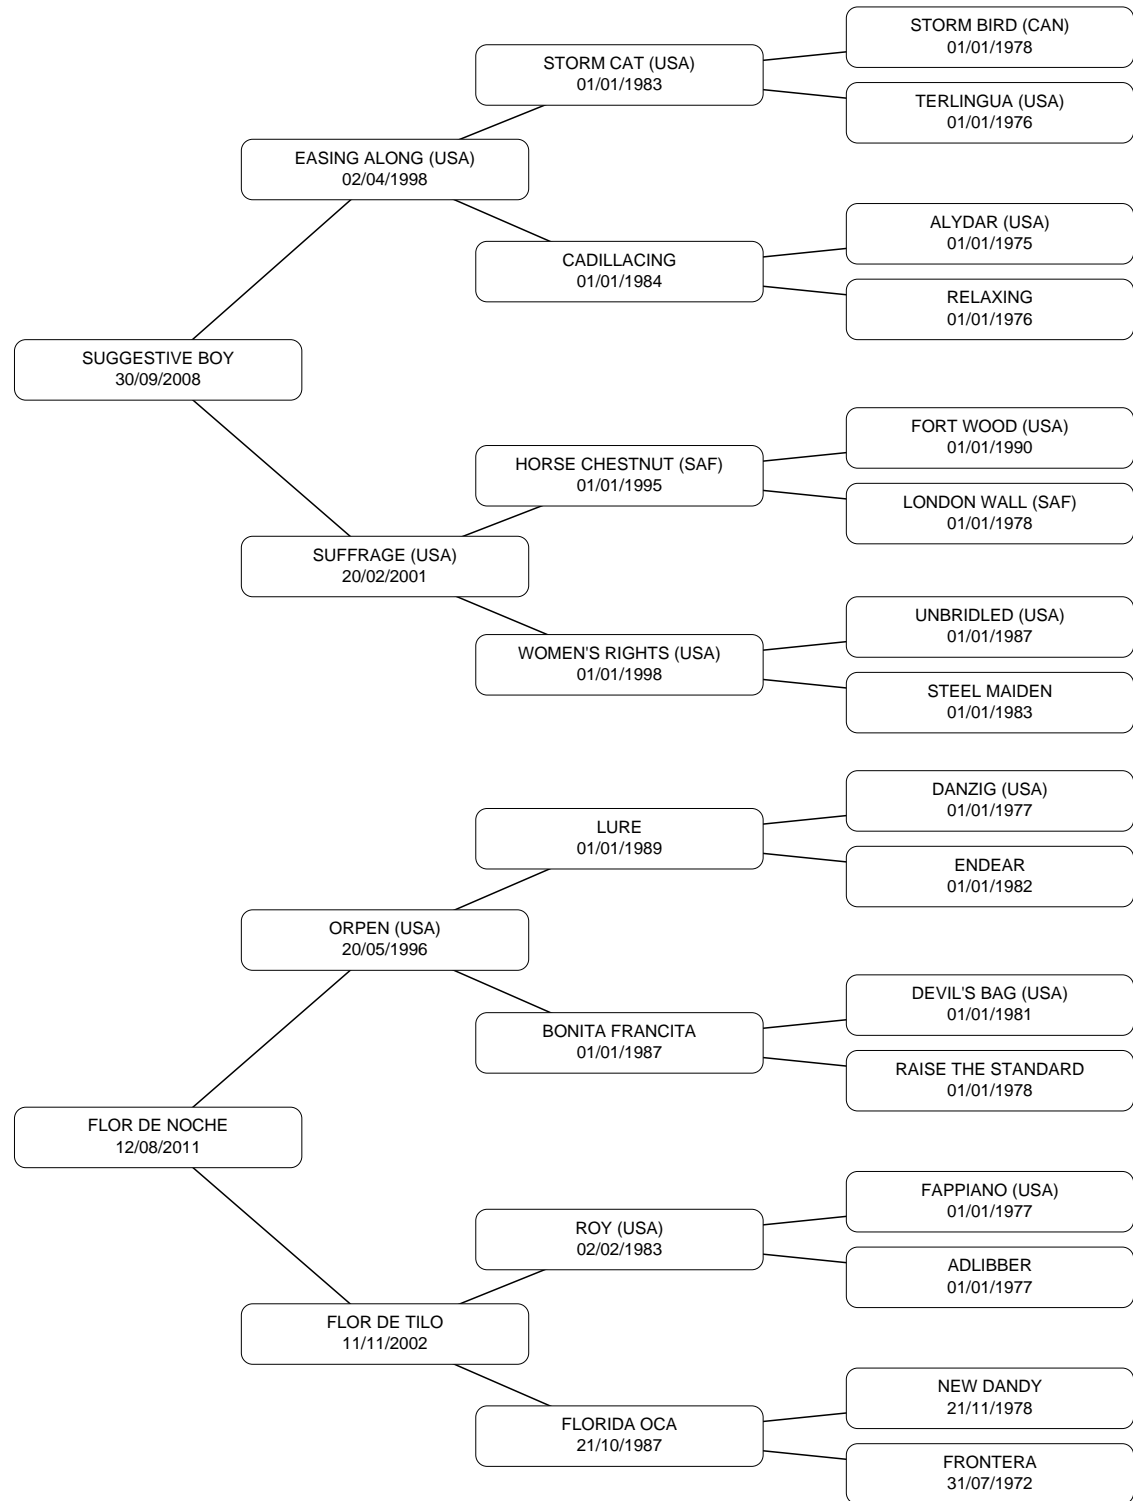 STORM BIRD (CAN)
01/01/1978
STORM CAT (USA)
01/01/1983
TERLINGUA (USA)
01/01/1976
EASING ALONG (USA)
02/04/1998
ALYDAR (USA)
01/01/1975
CADILLACING
01/01/1984
RELAXING
01/01/1976
SUGGESTIVE BOY
30/09/2008
FORT WOOD (USA)
01/01/1990
HORSE CHESTNUT (SAF)
01/01/1995
LONDON WALL (SAF)
01/01/1978
SUFFRAGE (USA)
20/02/2001
UNBRIDLED (USA)
01/01/1987
WOMEN'S RIGHTS (USA)
01/01/1998
STEEL MAIDEN
01/01/1983
DANZIG (USA)
01/01/1977
LURE
01/01/1989
ENDEAR
01/01/1982
ORPEN (USA)
20/05/1996
DEVIL'S BAG (USA)
01/01/1981
BONITA FRANCITA
01/01/1987
RAISE THE STANDARD
01/01/1978
FLOR DE NOCHE
12/08/2011
FAPPIANO (USA)
01/01/1977
ROY (USA)
02/02/1983
ADLIBBER
01/01/1977
FLOR DE TILO
11/11/2002
NEW DANDY
21/11/1978
FLORIDA OCA
21/10/1987
FRONTERA
31/07/1972